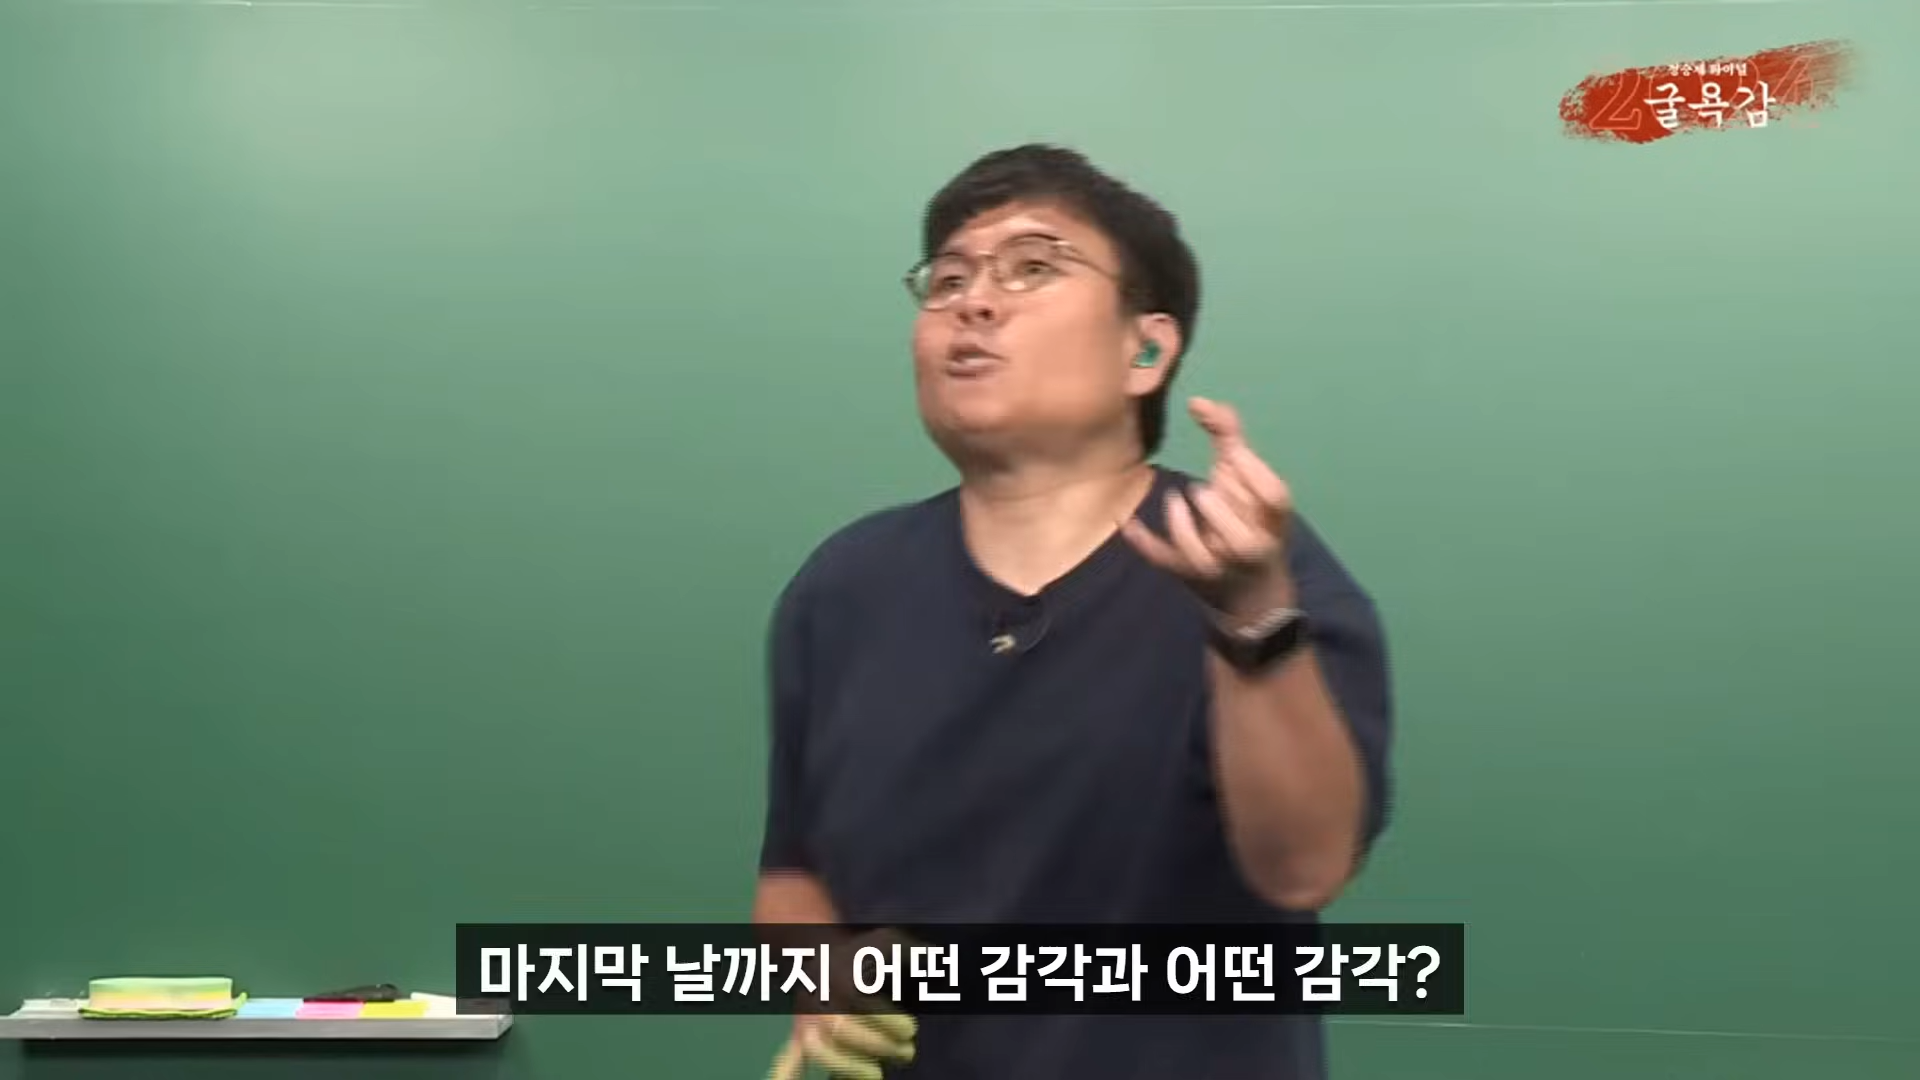 정승제 파이널
2024
굴욕감
마지막 날까지 어떤 감각과 어떤 감각?